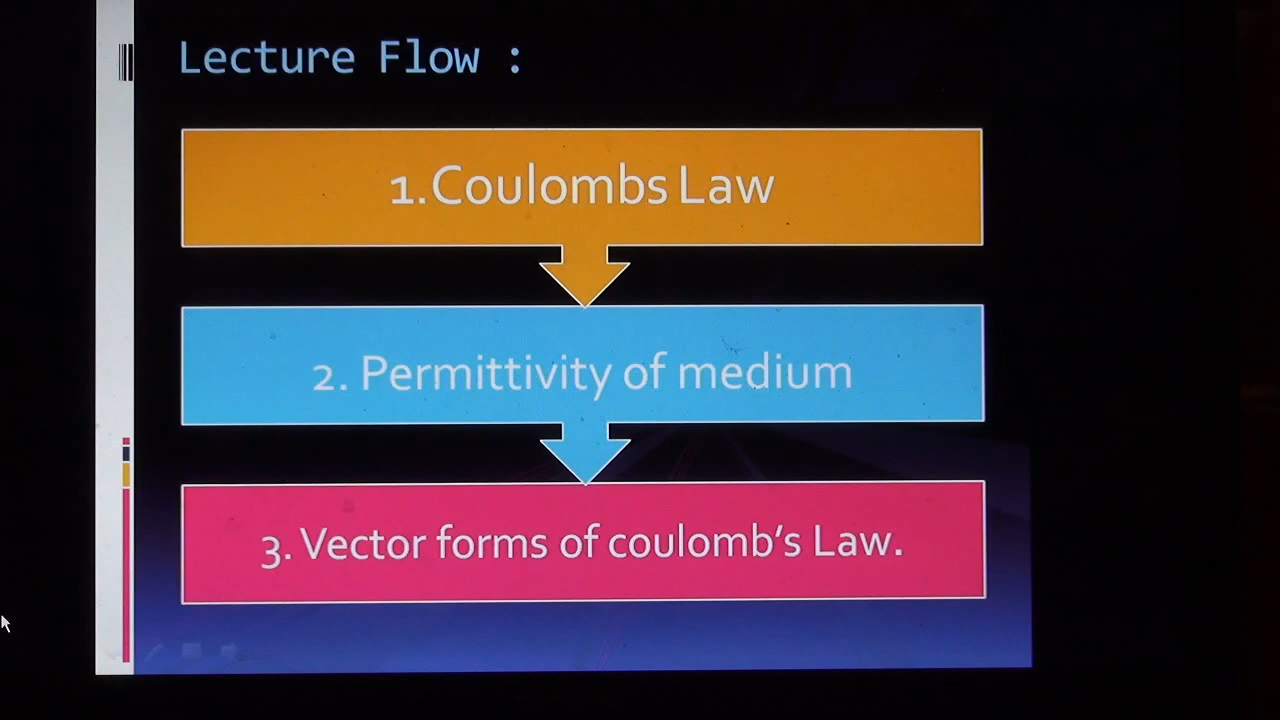 Lecture Flow :
1.Coulombs Law
2. Permittivity of medium
3. Vector forms of coulomb's Law.